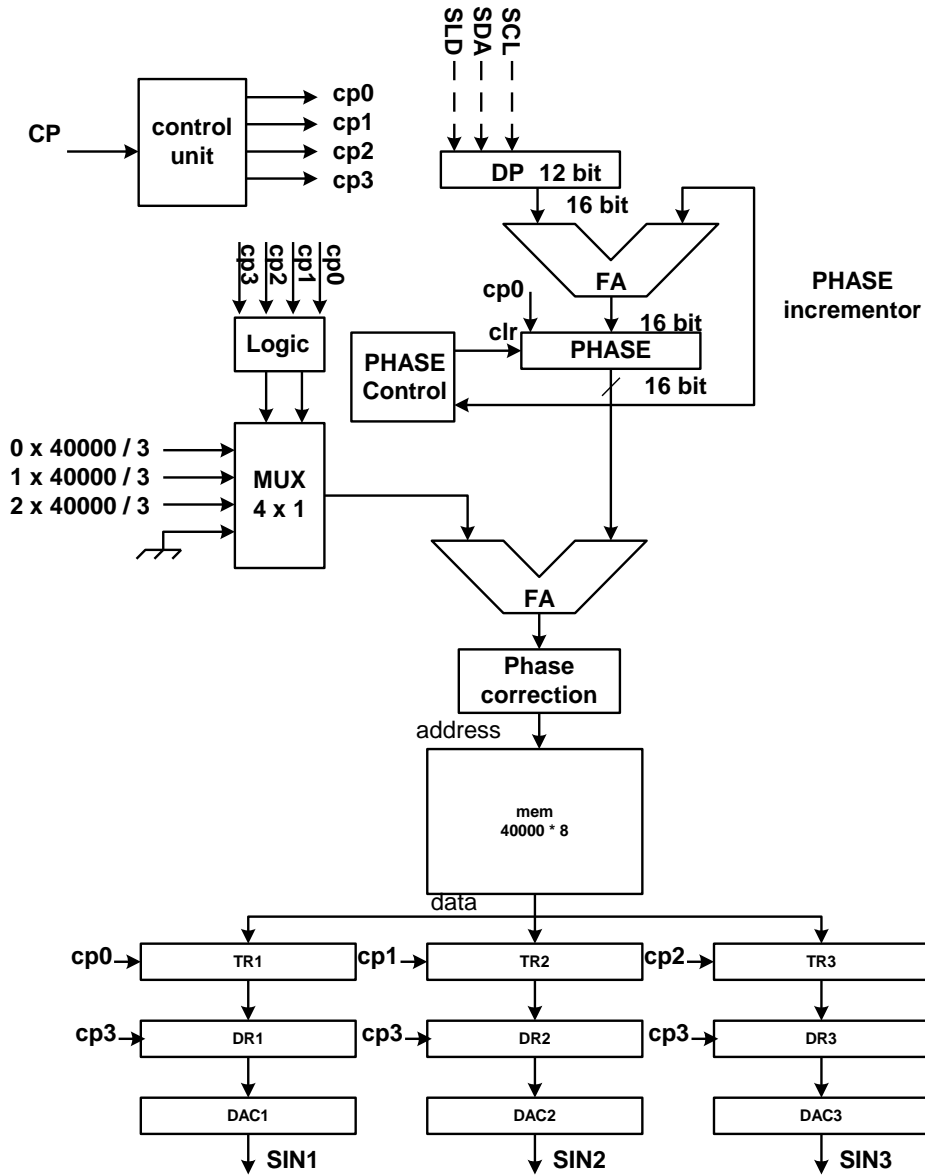 SLD
SDA
SCL
CP
control
unit
cp0
cp1
cp2
cp3
DP 12 bit
16 bit
FA
PHASE
incrementor
cp3
cp2
cp1
cp0
Logic
cp0
clr
16 bit
PHASE
16 bit
PHASE
Control
0 x 40000 / 3
1 x 40000 / 3
2 x 40000 / 3
MUX
4 x 1
FA
Phase
correction
address
mem
40000 * 8
data
cp0
TR1
cp1
TR2
cp2
TR3
cp3
DR1
cp3
DR2
cp3
DR3
DAC1
DAC2
DAC3
SIN1
SIN2
SIN3